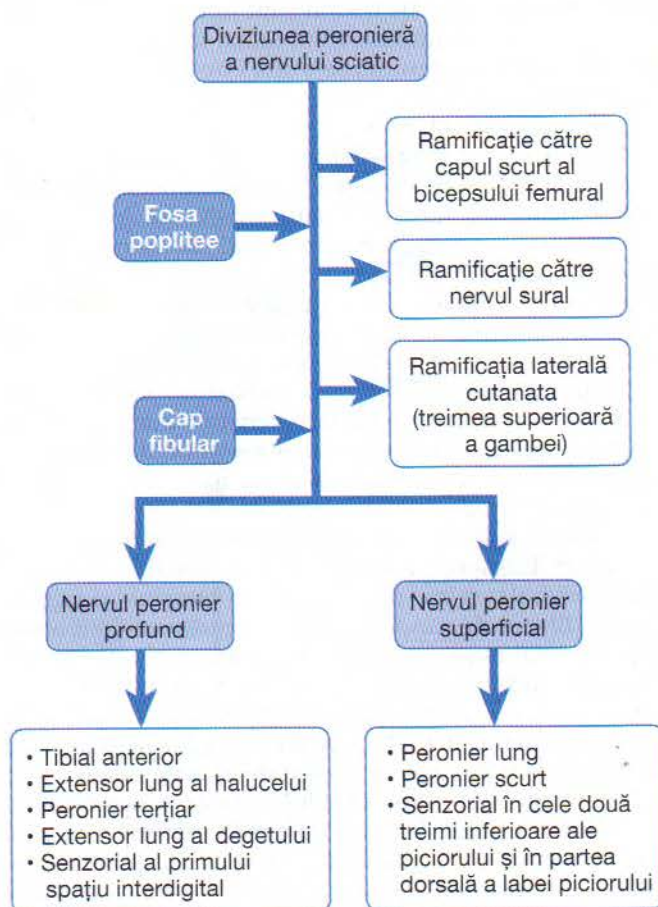 Diviziunea peronieră
a nervului sciatic
Ramificație către
capul scurt al
bicepsului femural
Fosa
poplitee
Ramificație către
nervul sural
Ramificația laterală
cutanata
(treimea superioară
a gambei)
Cap
fibular
Nervul peronier
profund
Nervul peronier
superficial
• Tibial anterior
• Extensor lung al halucelui
• Peronier terțiar
• Extensor lung al degetului
• Senzorial al primului
spațiu interdigital
• Peronier lung
• Peronier scurt
• Senzorial în cele două
treimi inferioare ale
piciorului și în partea
dorsală a labei piciorului